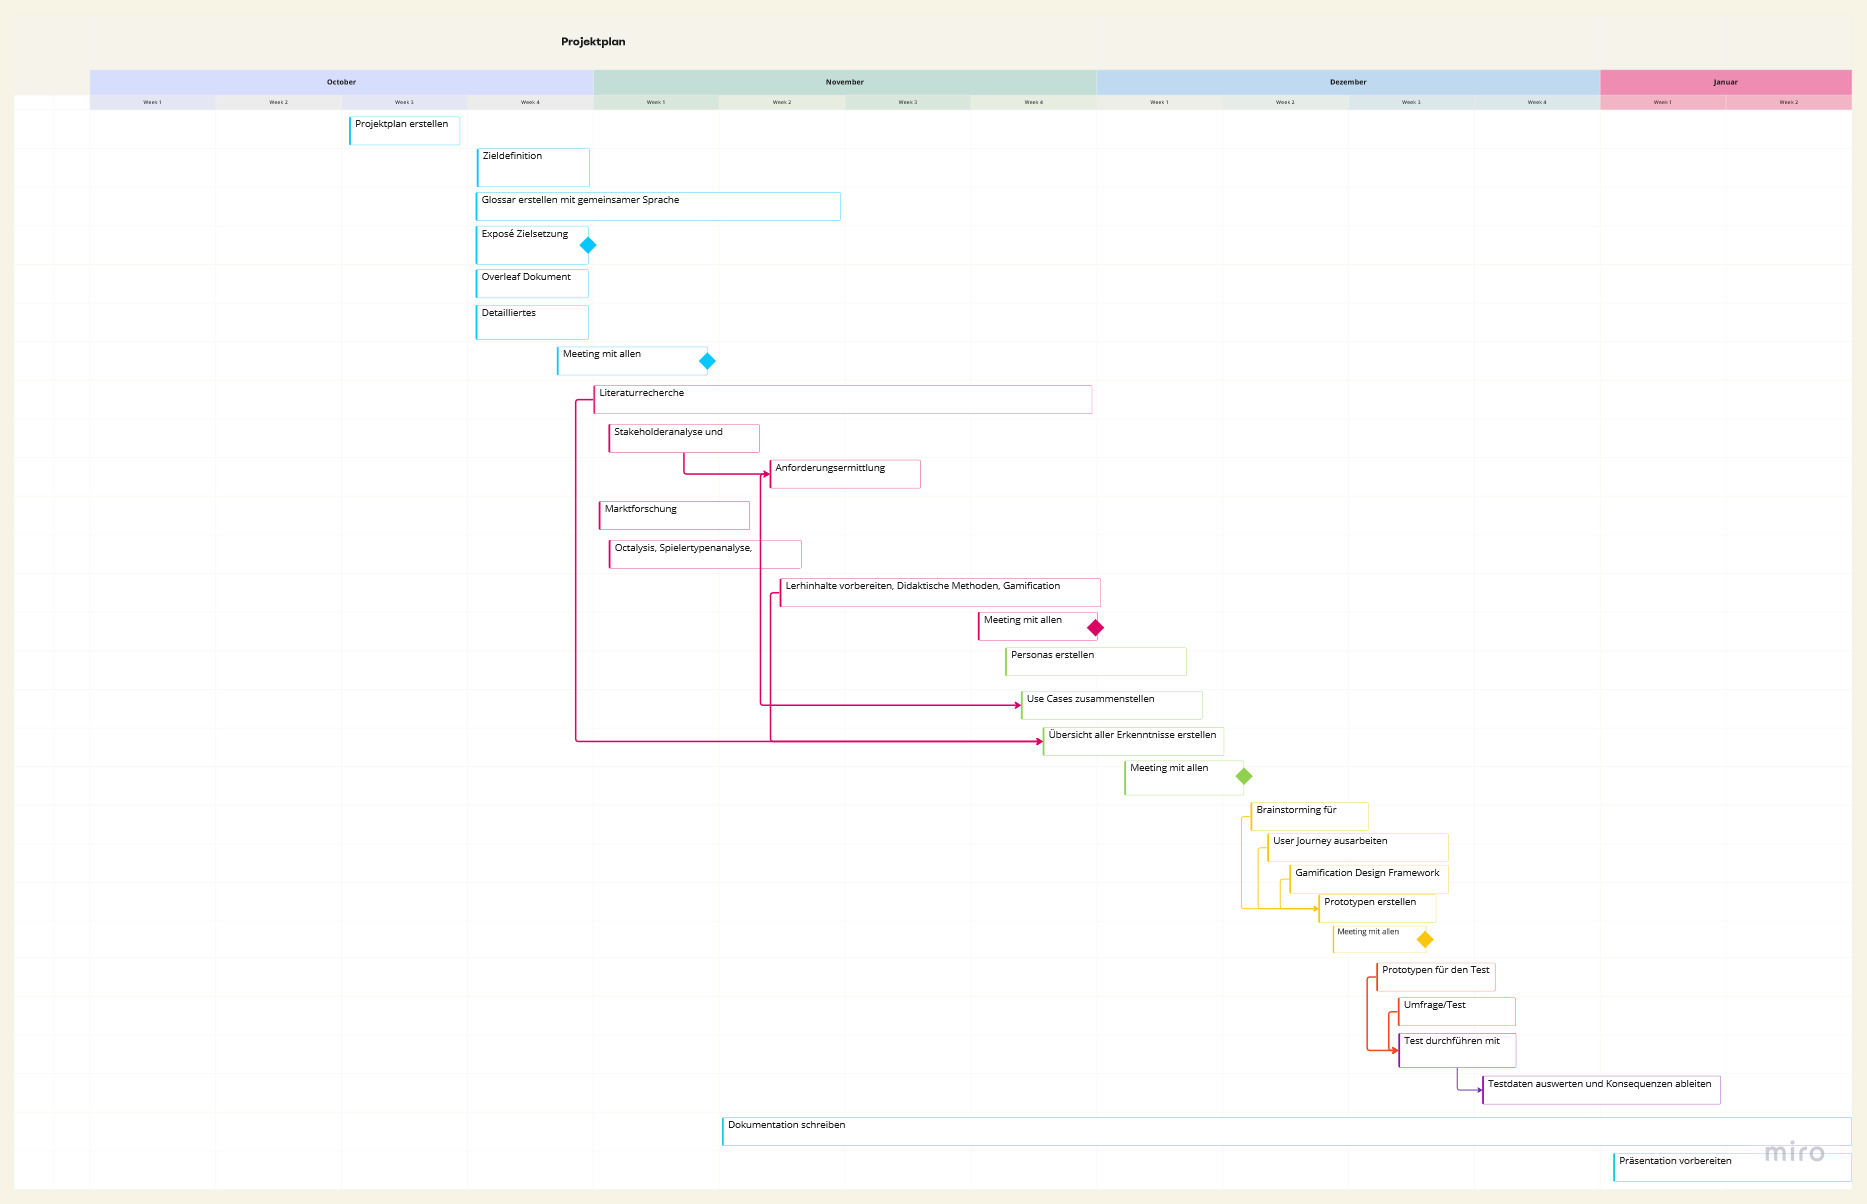 Projektplan
October November Dezember Januar
Week 1 Week 2 Week 3 Week 4 Week 1 Week 2 Week 3 Week 4 Week 1 Week 2 Week 3 Week 4 Week 1 Week 2
Projektplan erstellen
Zieldefinition
Glossar erstellen mit gemeinsamer Sprache
Exposé Zielsetzung
Overleaf Dokument
Detailliertes
Meeting mit allen
Literaturrecherche
Stakeholderanalyse und
Anforderungsermittlung
Marktforschung
Octalysis, Spielertypenanalyse,
Lerhinhalte vorbereiten, Didaktische Methoden, Gamification
Meeting mit allen
Personas erstellen
Use Cases zusammenstellen
Übersicht aller Erkenntnisse erstellen
Meeting mit allen
Brainstorming für
User Journey ausarbeiten
Gamification Design Framework
Prototypen erstellen
Meeting mit allen
Prototypen für den Test
Umfrage/Test
Test durchführen mit
Testdaten auswerten und Konsequenzen ableiten
Dokumentation schreiben
miro
Präsentation vorbereiten